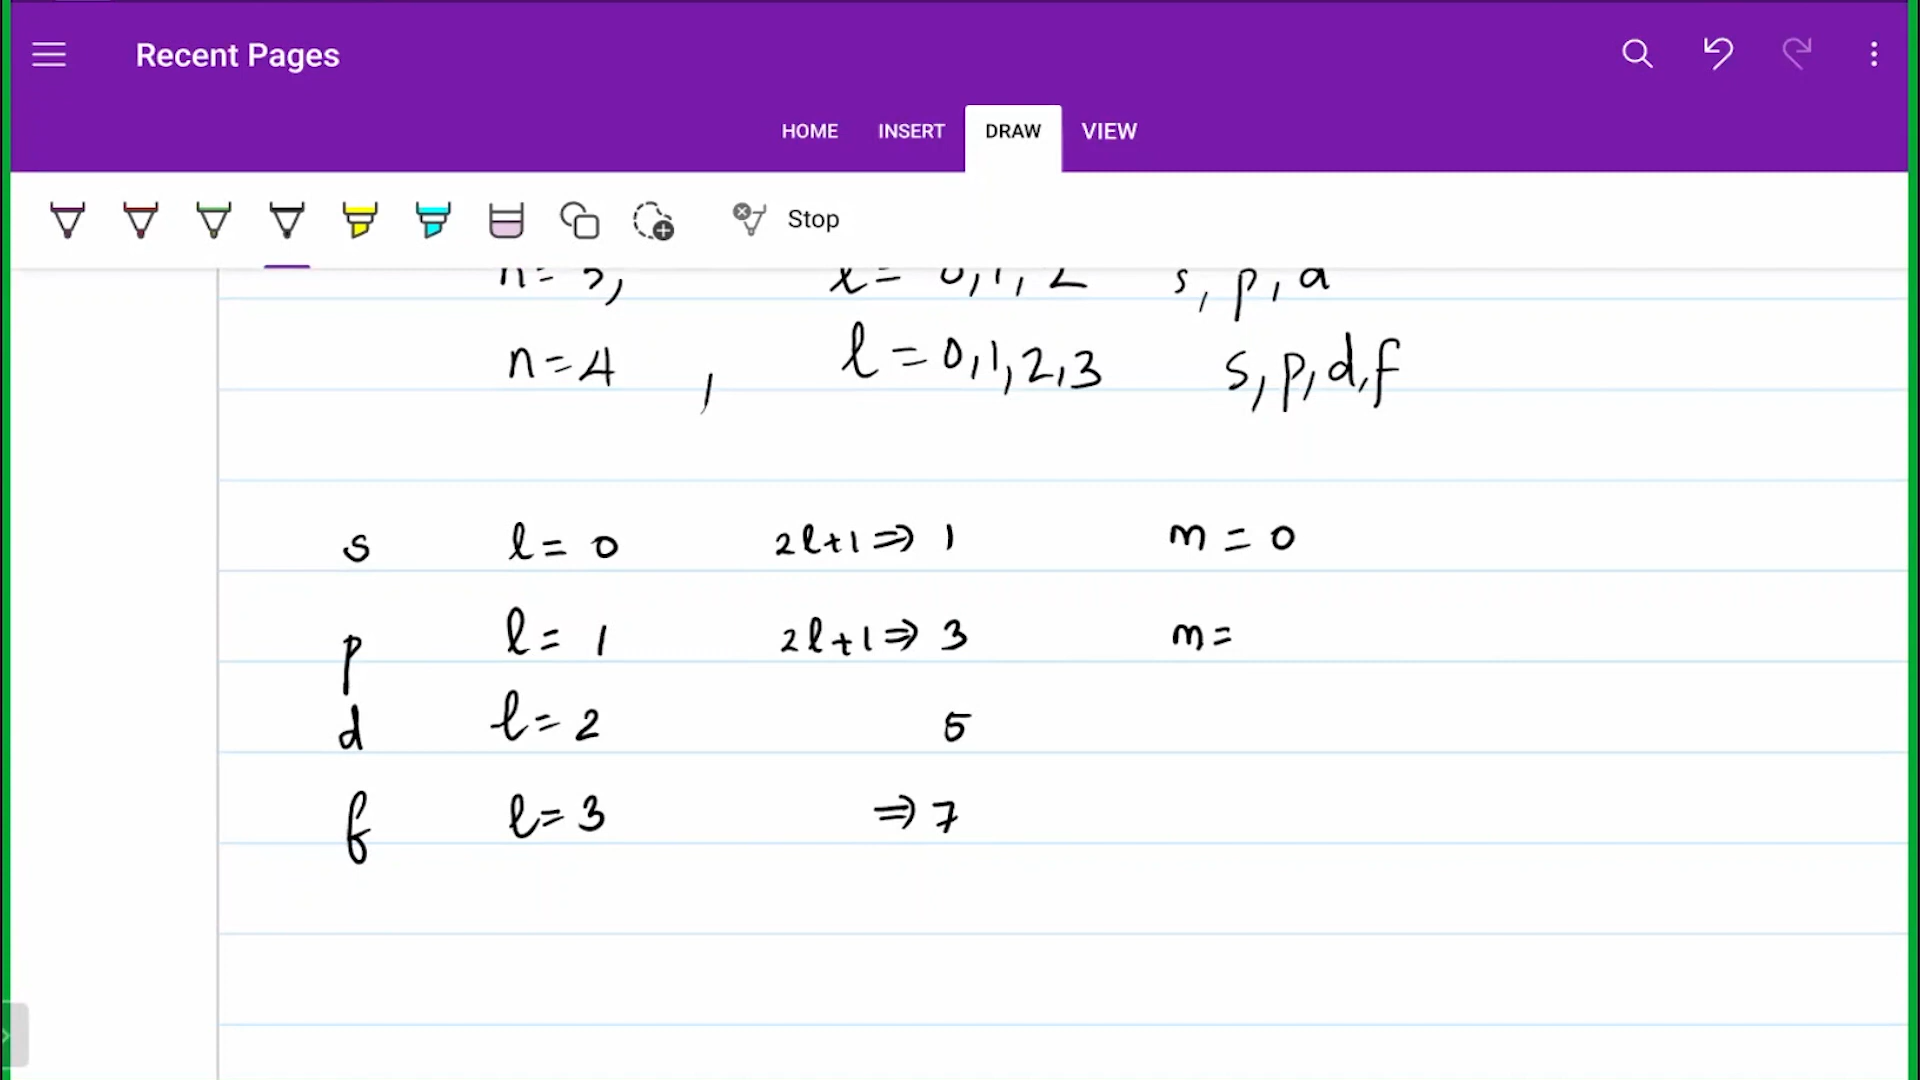 Recent Pages
HOME INSERT DRAW VIEW
Stop
n = 3, l = 0, 1, 2 s, p, d
n=4 , l = 0,1,2,3 s, p, d, f
s l = 0 2l+1 ⇒ 1 m = 0
p l = 1 2l+1 ⇒ 3 m =
d l = 2 5
f l = 3 ⇒ 7